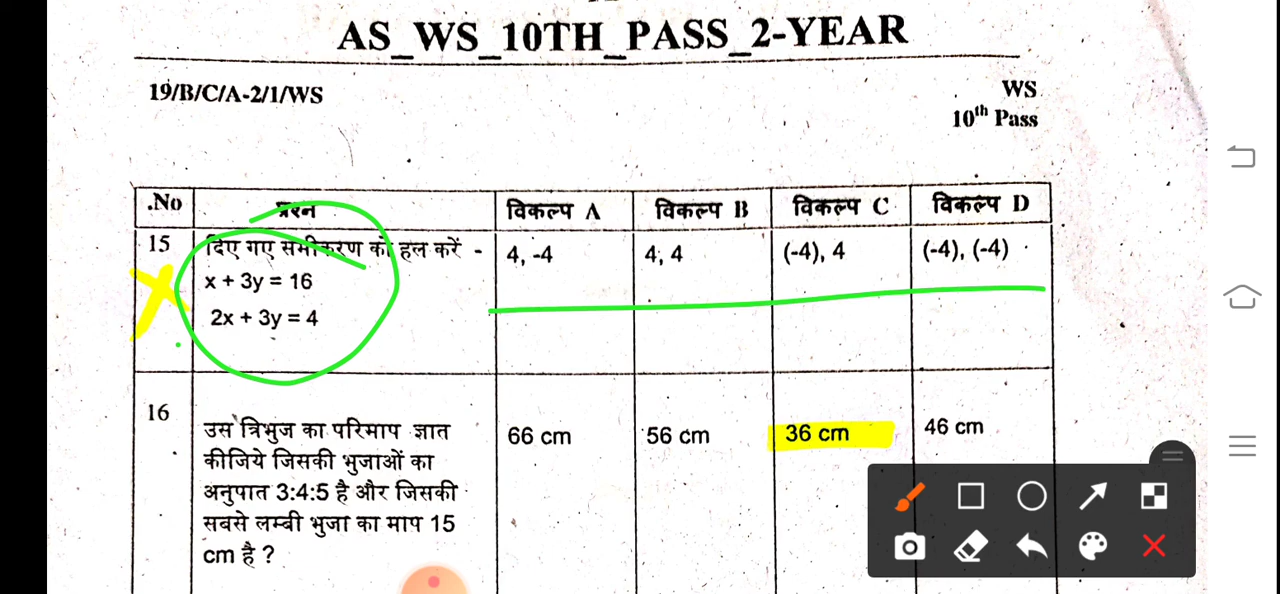 AS_WS_10TH_PASS_2-YEAR
19/B/C/A-2/1/WS
WS
10th Pass
.No प्रश्न विकल्प A विकल्प B विकल्प C विकल्प D
15 दिए गए समीकरण को हल करें - 4, -4 4, 4 (-4), 4 (-4), (-4)
x + 3y = 16
2x + 3y = 4
16 उस त्रिभुज का परिमाप ज्ञात 66 cm 56 cm 36 cm 46 cm
कीजिये जिसकी भुजाओं का
अनुपात 3:4:5 है और जिसकी
सबसे लम्बी भुजा का माप 15
cm है ?